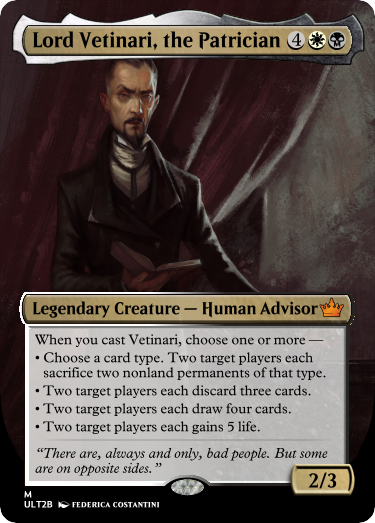 Lord Vetinari, the Patrician 4
Legendary Creature — Human Advisor
When you cast Vetinari, choose one or more —
• Choose a card type. Two target players each
sacrifice two nonland permanents of that type.
• Two target players each discard three cards.
• Two target players each draw four cards.
• Two target players each gains 5 life.
“There are, always and only, bad people. But some
are on opposite sides.”
2/3
M
ULT2B FEDERICA COSTANTINI